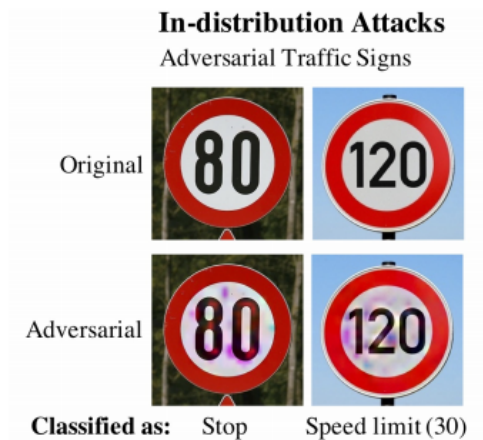 In-distribution Attacks
Adversarial Traffic Signs
Original
80
120
Adversarial
80
120
Classified as: Stop Speed limit (30)